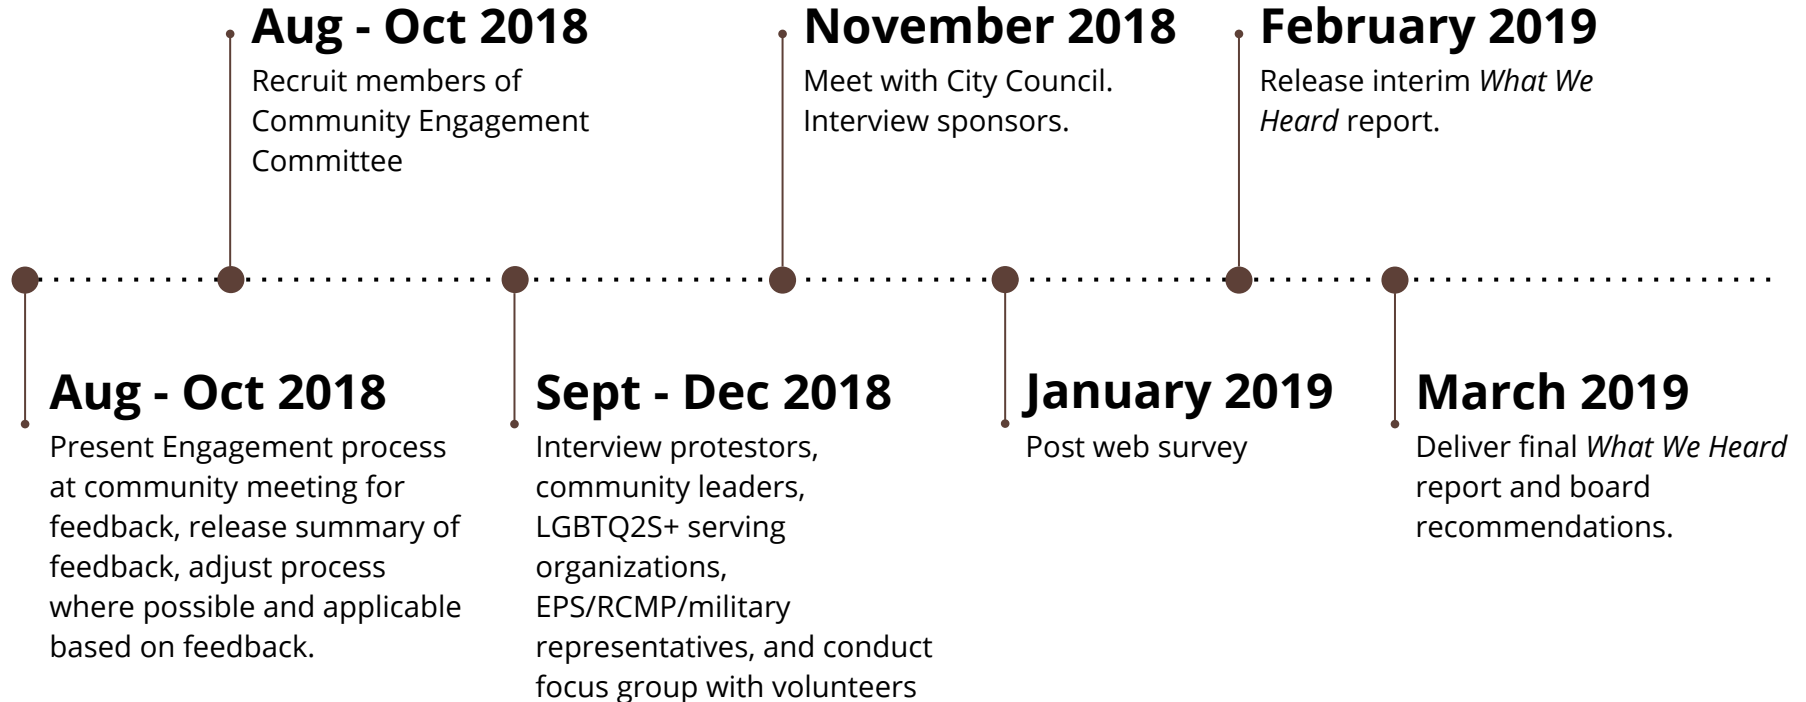 Aug - Oct 2018
Recruit members of
Community Engagement
Committee
November 2018
Meet with City Council.
Interview sponsors.
February 2019
Release interim What We
Heard report.
Aug - Oct 2018
Present Engagement process
at community meeting for
feedback, release summary of
feedback, adjust process
where possible and applicable
based on feedback.
Sept - Dec 2018
Interview protestors,
community leaders,
LGBTQ2S+ serving
organizations,
EPS/RCMP/military
representatives, and conduct
focus group with volunteers
January 2019
Post web survey
March 2019
Deliver final What We Heard
report and board
recommendations.